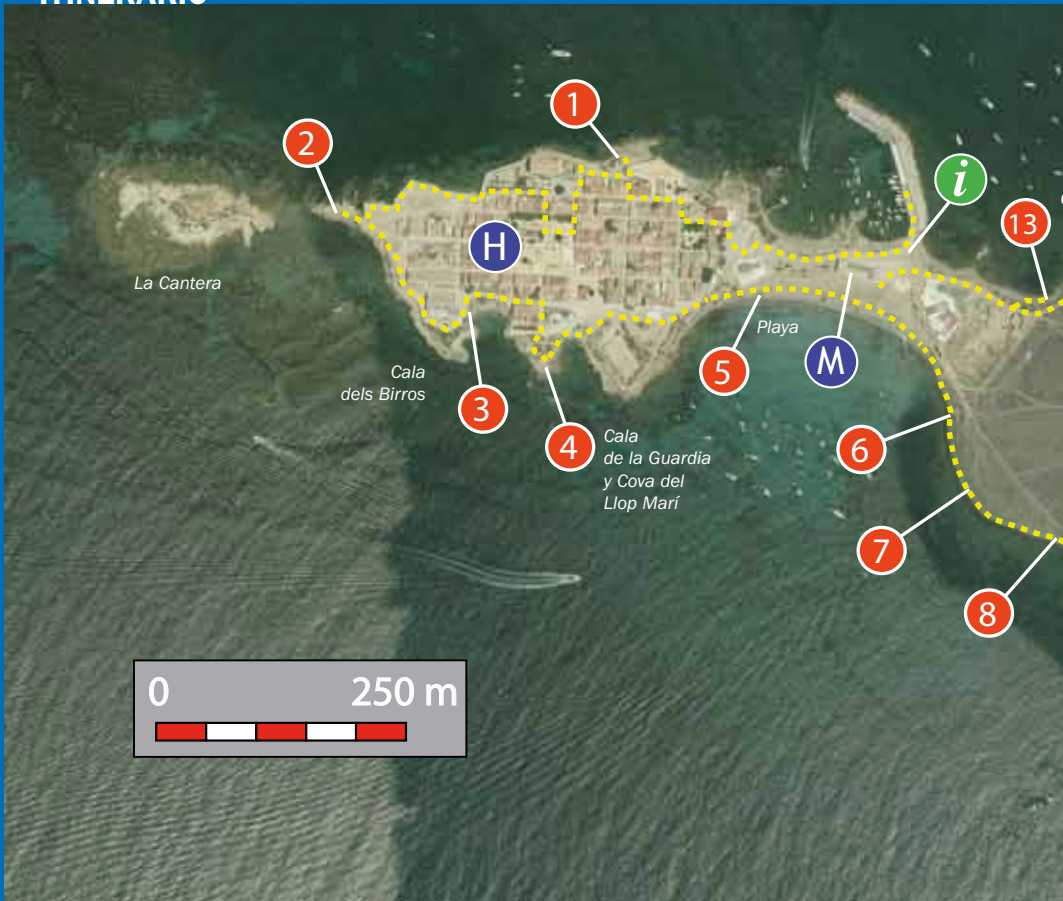 1
2
i
13
H
La Cantera
Playa
M
5
Cala
dels Birros
3
4
Cala
de la Guardia
y Cova del
Llop Marí
6
7
8
0 250 m